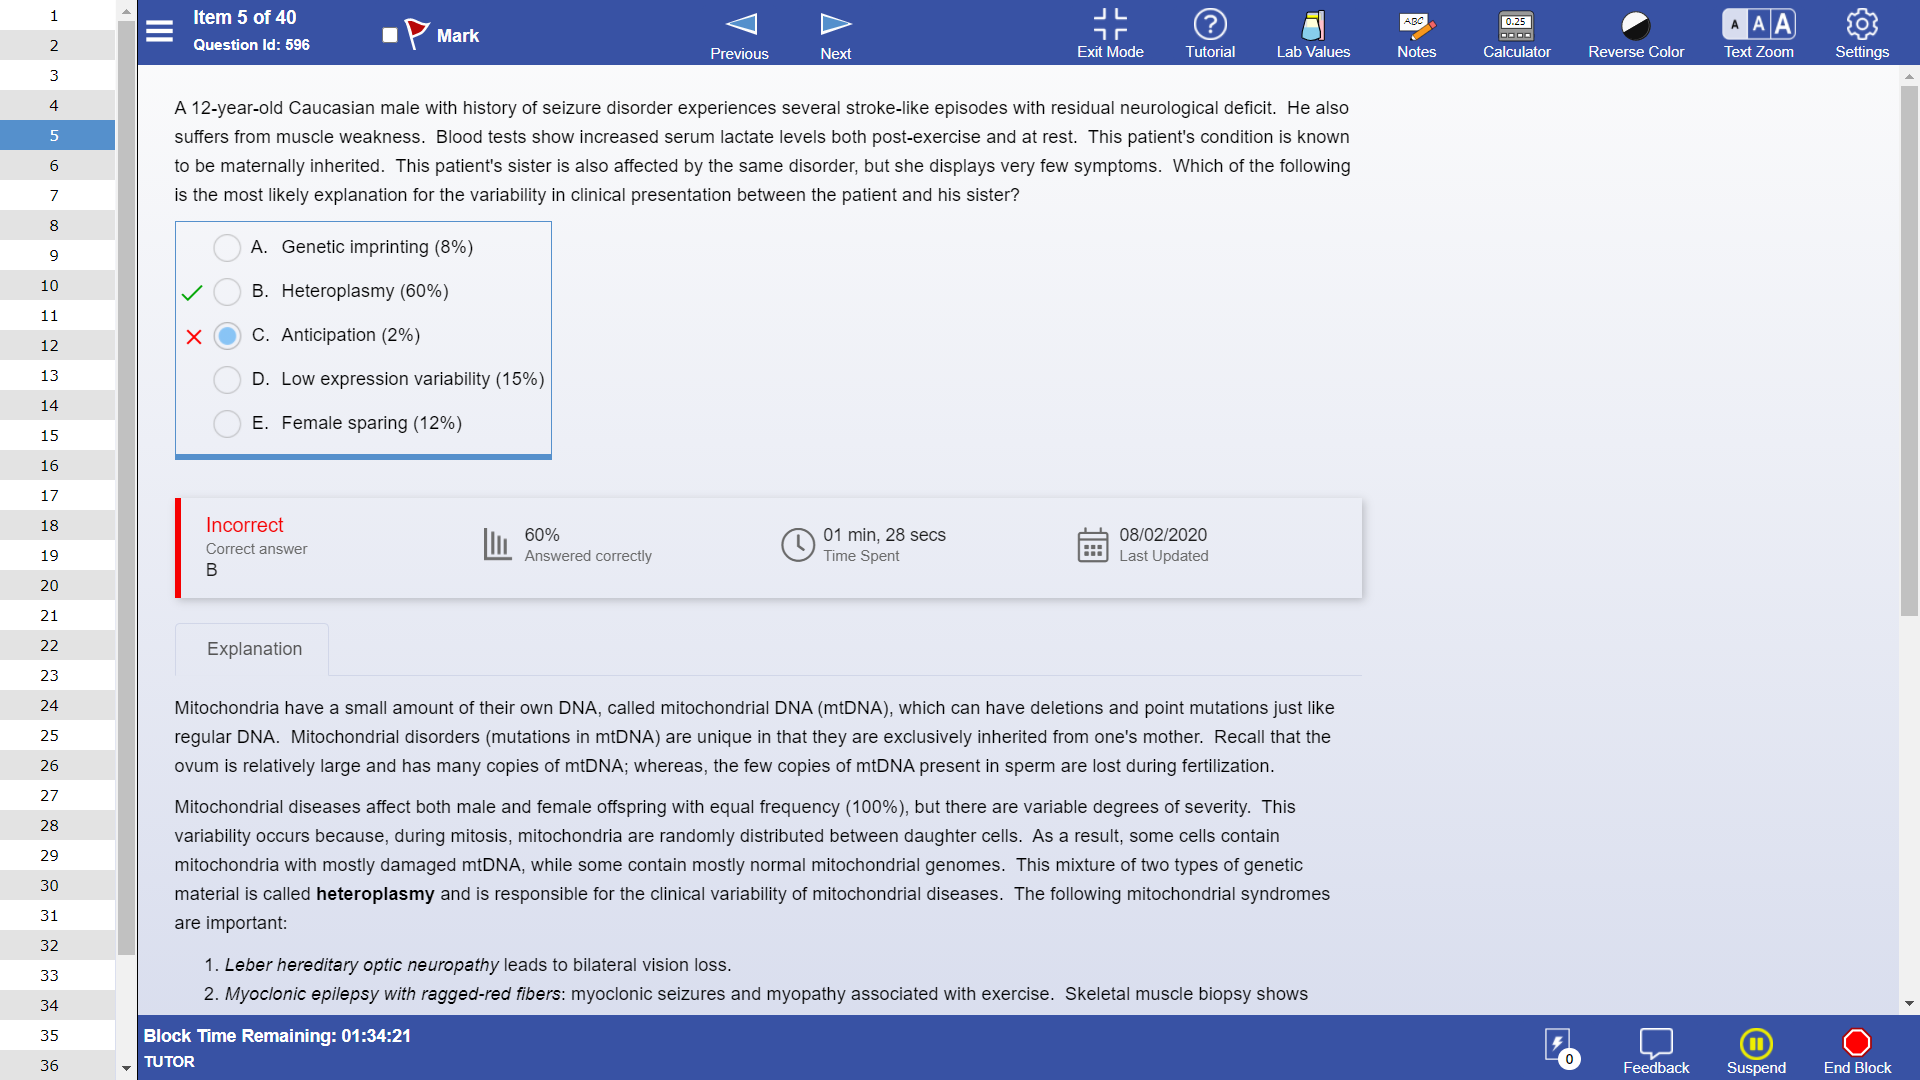 Item 5 of 40
Question Id: 596
Mark
Previous
Next
Exit Mode
Tutorial
Lab Values
ABC
Notes
0.25
Calculator
Reverse Color
A A A
Text Zoom
Settings
1
2
3
4
5
6
7
8
9
10
11
12
13
14
15
16
17
18
19
20
21
22
23
24
25
26
27
28
29
30
31
32
33
34
35
36
A 12-year-old Caucasian male with history of seizure disorder experiences several stroke-like episodes with residual neurological deficit.  He also
suffers from muscle weakness.  Blood tests show increased serum lactate levels both post-exercise and at rest.  This patient's condition is known
to be maternally inherited.  This patient's sister is also affected by the same disorder, but she displays very few symptoms.  Which of the following
is the most likely explanation for the variability in clinical presentation between the patient and his sister?
A. Genetic imprinting (8%)
B. Heteroplasmy (60%)
C. Anticipation (2%)
D. Low expression variability (15%)
E. Female sparing (12%)
Incorrect
Correct answer
B
60%
Answered correctly
01 min, 28 secs
Time Spent
08/02/2020
Last Updated
Explanation
Mitochondria have a small amount of their own DNA, called mitochondrial DNA (mtDNA), which can have deletions and point mutations just like
regular DNA.  Mitochondrial disorders (mutations in mtDNA) are unique in that they are exclusively inherited from one's mother.  Recall that the
ovum is relatively large and has many copies of mtDNA; whereas, the few copies of mtDNA present in sperm are lost during fertilization.
Mitochondrial diseases affect both male and female offspring with equal frequency (100%), but there are variable degrees of severity.  This
variability occurs because, during mitosis, mitochondria are randomly distributed between daughter cells.  As a result, some cells contain
mitochondria with mostly damaged mtDNA, while some contain mostly normal mitochondrial genomes.  This mixture of two types of genetic
material is called heteroplasmy and is responsible for the clinical variability of mitochondrial diseases.  The following mitochondrial syndromes
are important:
1. Leber hereditary optic neuropathy leads to bilateral vision loss.
2. Myoclonic epilepsy with ragged-red fibers: myoclonic seizures and myopathy associated with exercise.  Skeletal muscle biopsy shows
Block Time Remaining: 01:34:21
TUTOR
0
Feedback
Suspend
End Block